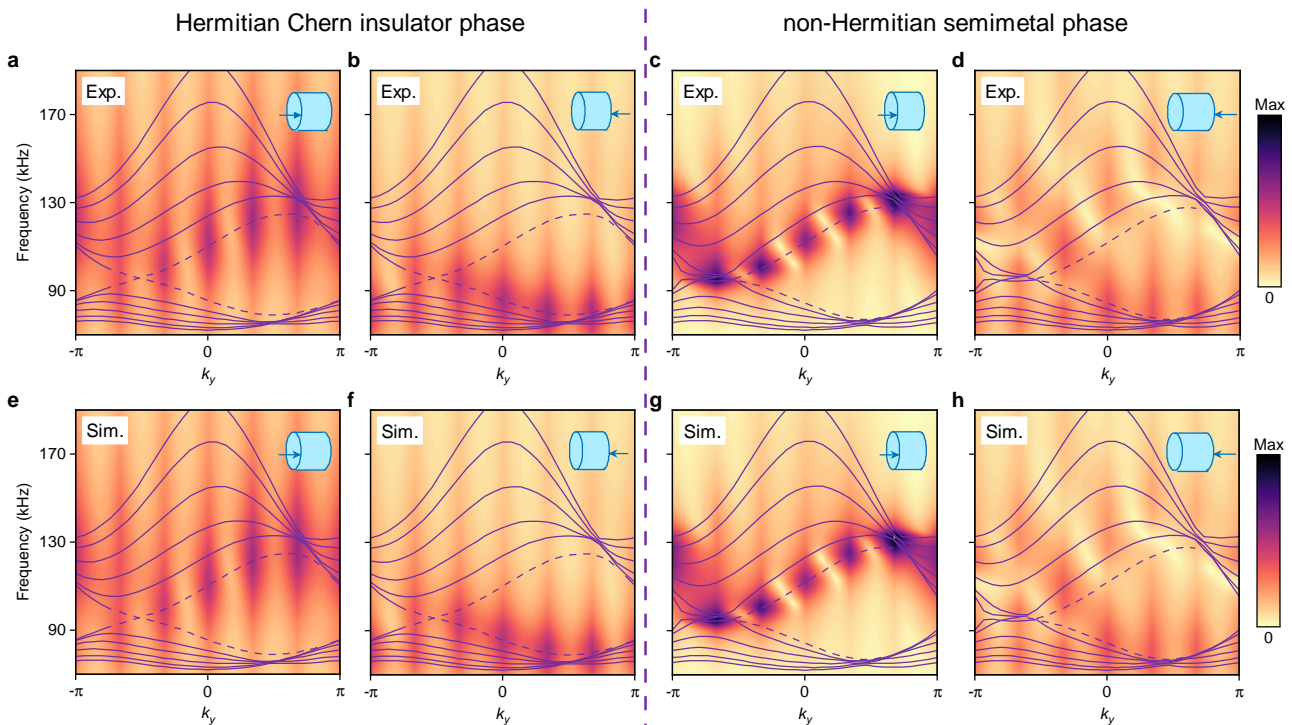 Hermitian Chern insulator phase
non-Hermitian semimetal phase
a
b
c
d
Exp.
Exp.
Exp.
Exp.
Frequency (kHz)
170
130
90
-π
0
π
-π
0
π
-π
0
π
-π
0
π
k_y
k_y
k_y
k_y
Max
0
e
f
g
h
Sim.
Sim.
Sim.
Sim.
Frequency (kHz)
170
130
90
-π
0
π
-π
0
π
-π
0
π
-π
0
π
k_y
k_y
k_y
k_y
Max
0